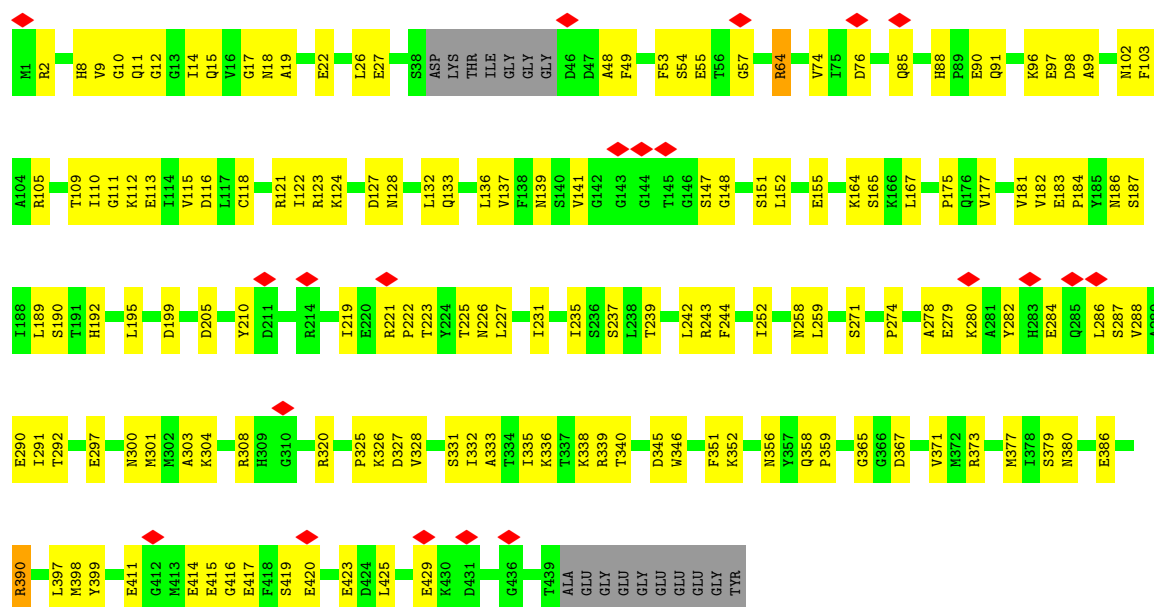 M1 R2 H8 V9 G10 Q11 G12 G13 I14 Q15 V16 G17 N18 A19 E22 L26 E27 S38 ASP LYS THR ILE GLY GLY GLY D46 D47 A48 F49 F53 S54 E55 T56 G57 R64 V74 I75 D76 Q85 H88 P89 E90 Q91 K96 E97 D98 A99 N102 F103
A104 R105 T109 I110 G111 K112 E113 I114 V115 D116 L117 C118 R121 I122 R123 K124 D127 N128 L132 Q133 L136 V137 F138 N139 S140 V141 G142 G143 G144 T145 G146 S147 G148 S151 L152 E155 K164 S165 K166 L167 P175 Q176 V177 V181 V182 E183 P184 Y185 N186 S187
I188 L189 S190 T191 H192 L195 D199 D205 Y210 D211 R214 I219 E220 R221 P222 T223 Y224 T225 N226 L227 I231 I235 S236 S237 L238 T239 L242 R243 F244 I252 N258 L259 S271 P274 A278 E279 K280 A281 Y282 H283 E284 Q285 L286 S287 V288
E290 I291 T292 E297 N300 M301 M302 A303 K304 R308 H309 G310 R320 P325 K326 D327 V328 S331 I332 A333 T334 I335 K336 T337 K338 R339 T340 D345 W346 F351 K352 N356 Y357 Q358 P359 G365 G366 D367 V371 M372 R373 M377 I378 S379 N380 E386
R390 L397 M398 Y399 E411 G412 M413 E414 E415 G416 E417 F418 S419 E420 E423 D424 L425 E429 K430 D431 G436 T439 ALA GLU GLY GLU GLY GLU GLU GLU GLY TYR